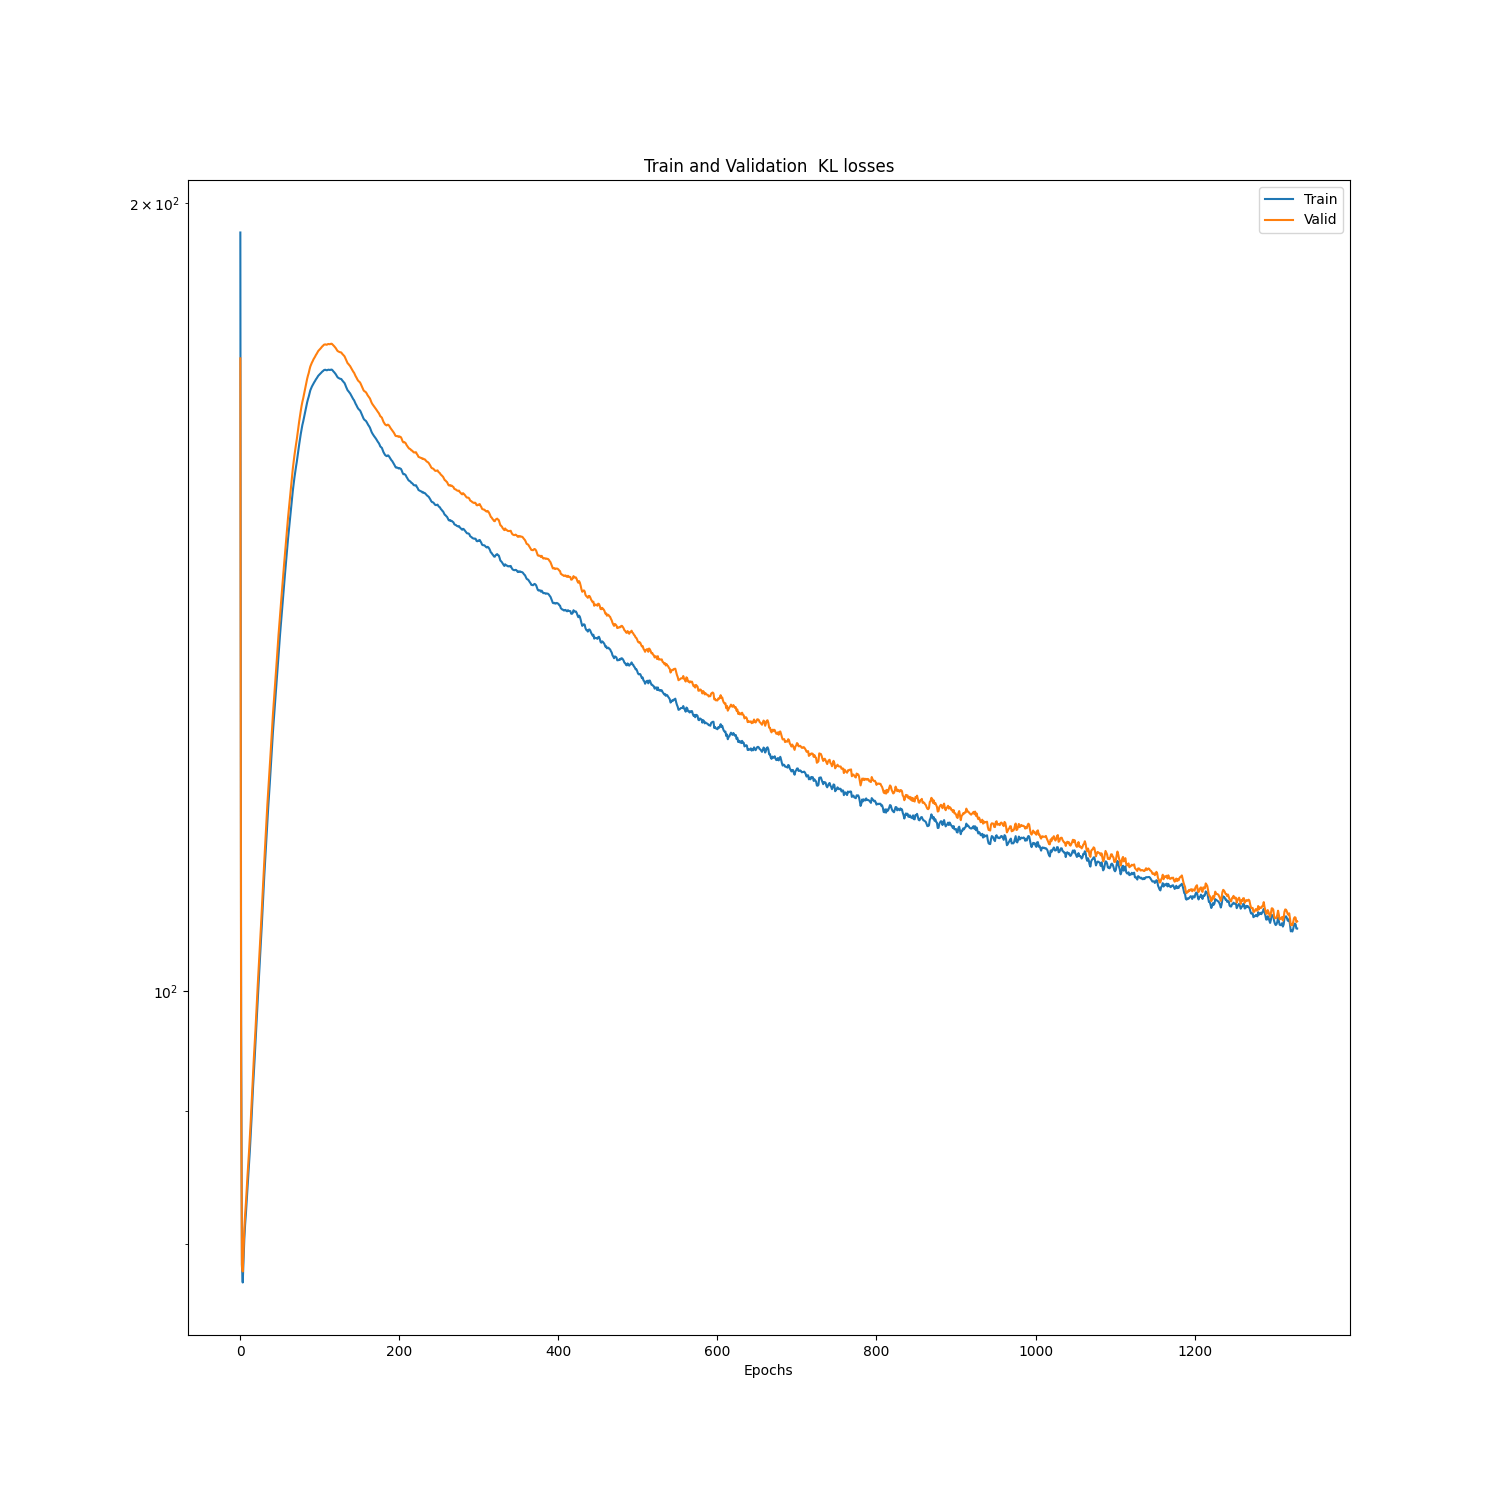 Train and Validation  KL losses
2 × 10²
Train
Valid
10²
0 200 400 600 800 1000 1200
Epochs